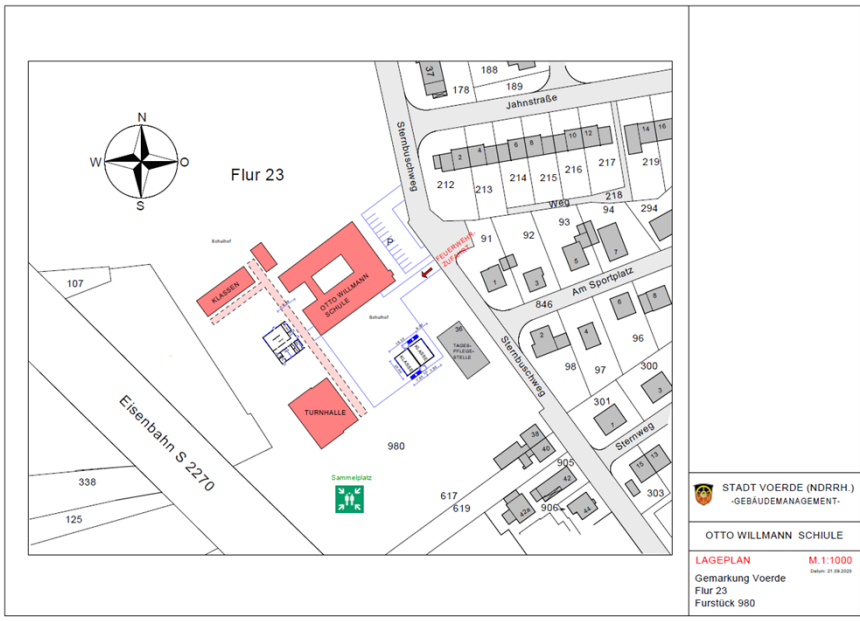 37
188
189
178
Jahnstraße
N
W
O
S
Flur 23
Sternbuschweg
2
4
6
8
10
12
14
16
212
213
214
215
216
217
219
218
Weg
91
92
93
94
294
1
3
5
7
FEUERWEHR-
ZUFAHRT
Schulhof
107
KLASSEN
OTTO WILLMANN
SCHULE
Schulhof
846
Am Sportplatz
2
4
6
8
98
97
96
300
301
3
1
36
TAGES-
PFLEGE-
STELLE
KLASSE
KLASSE
Sternbuschweg
TURNHALLE
980
Eisenbahn S 2270
Sammelplatz
338
125
617
619
38
40
905
42
42a
906
44
Sternweg
15
13
303
STADT VOERDE (NDRRH.)
-GEBÄUDEMANAGEMENT-
OTTO WILLMANN SCHIULE
LAGEPLAN M.1:1000
Gemarkung Voerde
Flur 23
Furstück 980